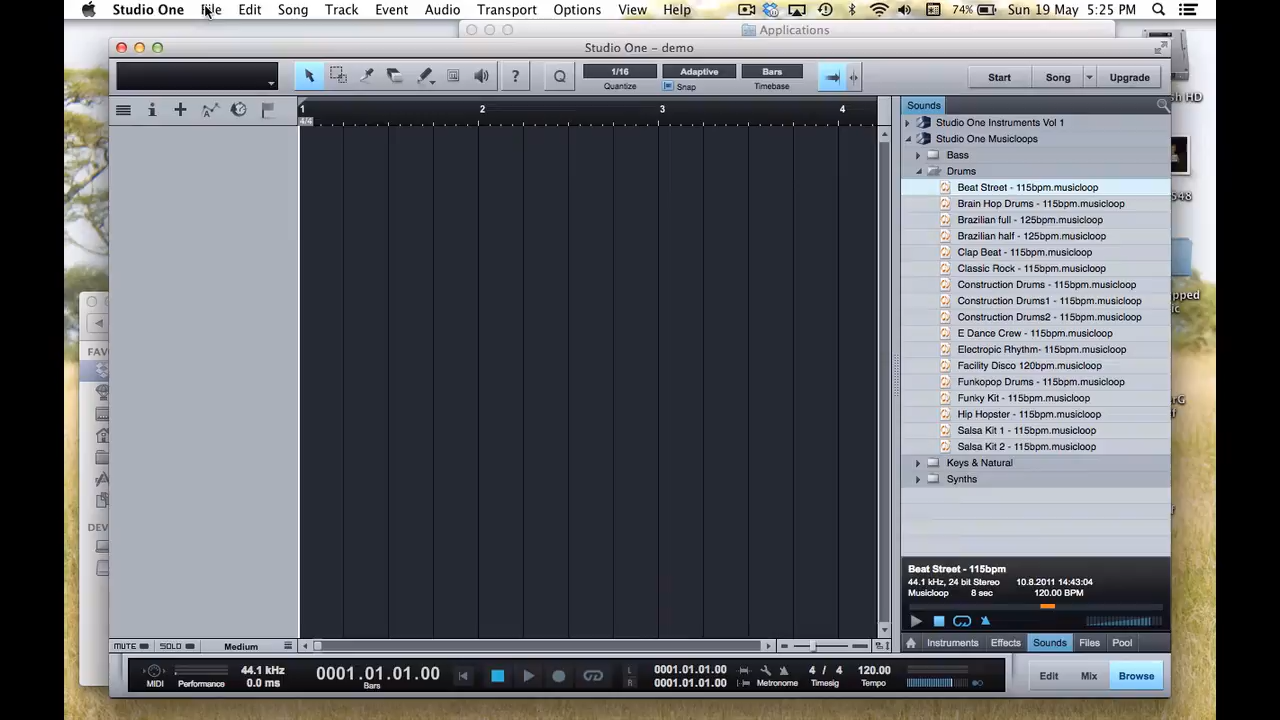 Studio One File Edit Song Track Event Audio Transport Options View Help 74% Sun 19 May 5:25 PM
Applications
Studio One - demo
1/16 Adaptive Bars Start Song Upgrade
Quantize Snap Timebase
1 2 3 4
4/4
Sounds
Studio One Instruments Vol 1
Studio One Musicloops
Bass
Drums
Beat Street - 115bpm.musicloop
Brain Hop Drums - 115bpm.musicloop
Brazilian full - 125bpm.musicloop
Brazilian half - 125bpm.musicloop
Clap Beat - 115bpm.musicloop
Classic Rock - 115bpm.musicloop
Construction Drums - 115bpm.musicloop
Construction Drums1 - 115bpm.musicloop
Construction Drums2 - 115bpm.musicloop
E Dance Crew - 115bpm.musicloop
Electropic Rhythm- 115bpm.musicloop
Facility Disco 120bpm.musicloop
Funkopop Drums - 115bpm.musicloop
Funky Kit - 115bpm.musicloop
Hip Hopster - 115bpm.musicloop
Salsa Kit 1 - 115bpm.musicloop
Salsa Kit 2 - 115bpm.musicloop
Keys & Natural
Synths
FAV
DEV
Beat Street - 115bpm
44.1 kHz, 24 bit Stereo 10.8.2011 14:43:04
Musicloop 8 sec 120.00 BPM
Instruments Effects Sounds Files Pool
MUTE SOLO Medium
MIDI Performance 44.1 kHz 0.0 ms 0001.01.01.00 Bars L R 0001.01.01.00 0001.01.01.00 Metronome 4 / 4 Timesig 120.00 Tempo Edit Mix Browse